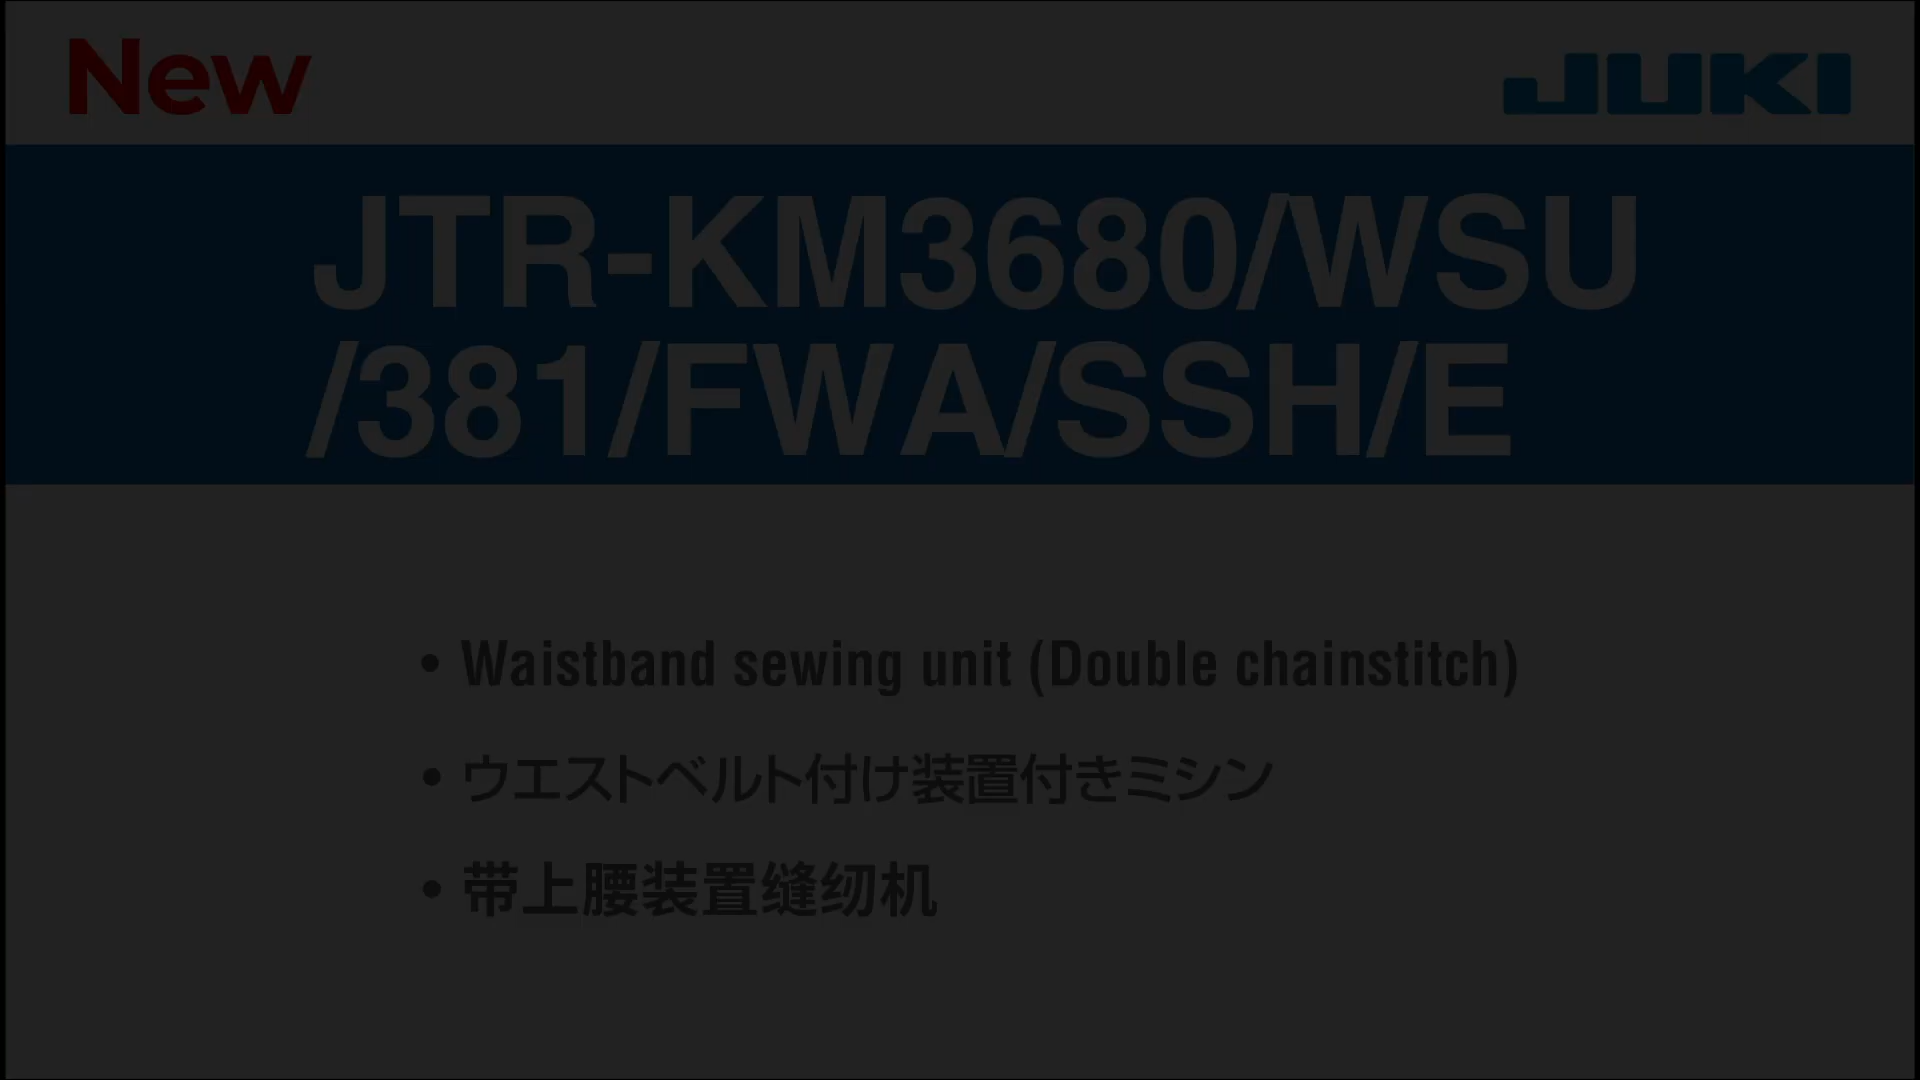 New
JUKI
JTR-KM3680/WSU
/381/FWA/SSH/E
• Waistband sewing unit (Double chainstitch)
• ウエストベルト付け装置付きミシン
• 带上腰装置缝纫机